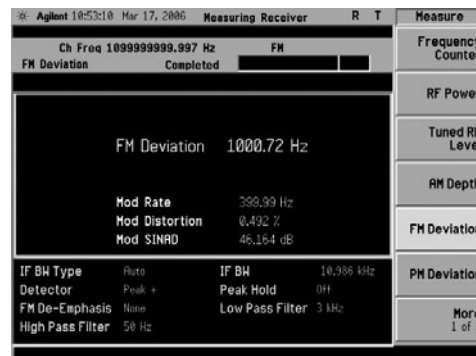 Agilent 10:53:10 Mar 17, 2006 Measuring Receiver R T Measure
Ch Freq 1099999999.997 Hz FM
FM Deviation Completed
FM Deviation 1000.72 Hz
Mod Rate 399.99 Hz
Mod Distortion 0.492 %
Mod SINAD 46.164 dB
IF BW Type Auto IF BW 10.986 kHz
Detector Peak + Peak Hold Off
FM De-Emphasis None Low Pass Filter 3 kHz
High Pass Filter 50 Hz
Frequency
Counte
RF Powe
Tuned RF
Leve
AM Depth
FM Deviation
PM Deviation
More
1 of